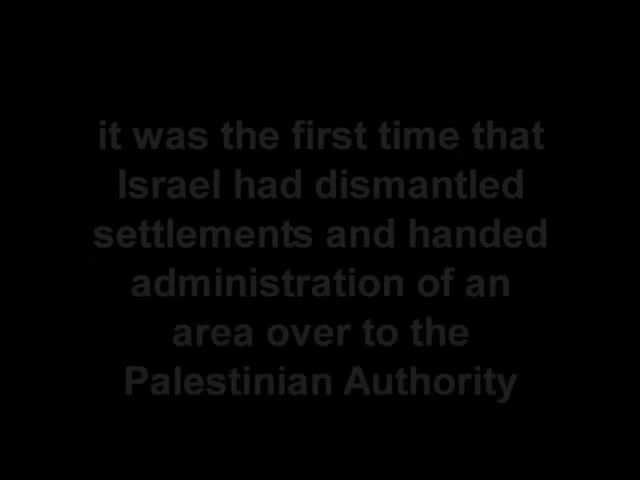 it was the first time that
Israel had dismantled
settlements and handed
administration of an
area over to the
Palestinian Authority